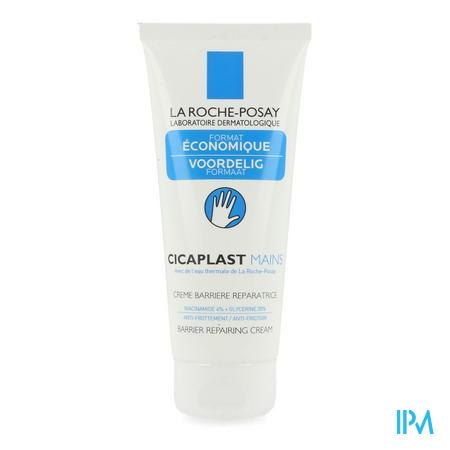 LA ROCHE-POSAY
LABORATOIRE DERMATOLOGIQUE
FORMAT
ÉCONOMIQUE
VOORDELIG
FORMAAT
CICAPLAST MAINS
Avec de l'eau thermale de La Roche-Posay
CREME BARRIERE REPARATRICE
NIACINAMIDE 4% + GLYCERINE 30%
ANTI-FROTTEMENT / ANTI-FRICTION
BARRIER REPAIRING CREAM
IPM